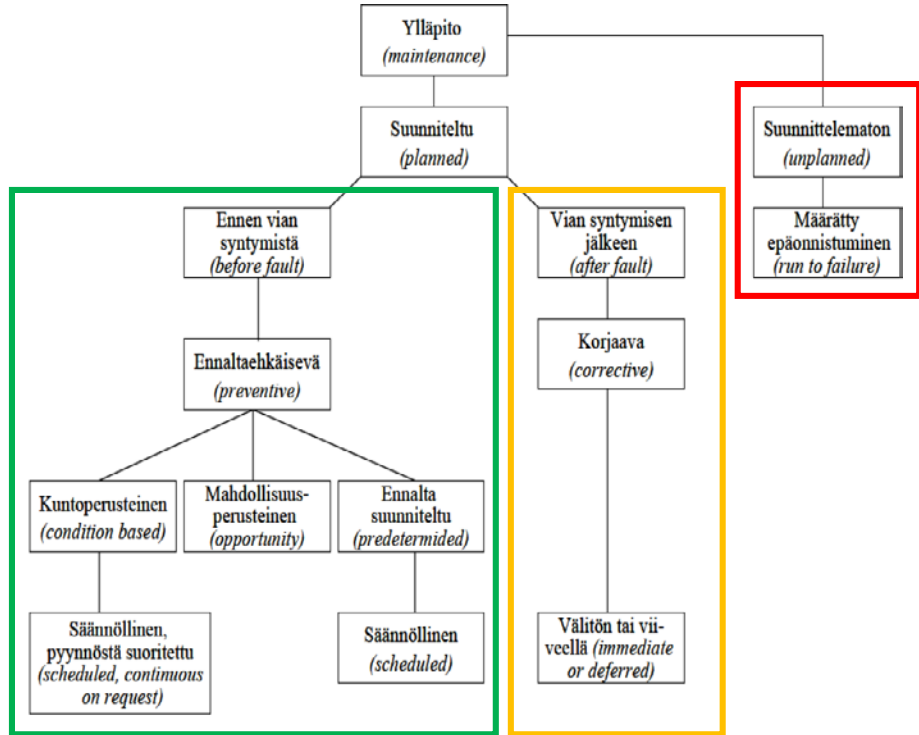 Ylläpito
(maintenance)
Suunniteltu
(planned)
Suunnittelematon
(unplanned)
Ennen vian
syntymistä
(before fault)
Vian syntymisen
jälkeen
(after fault)
Määrätty
epäonnistuminen
(run to failure)
Ennaltaehkäisevä
(preventive)
Korjaava
(corrective)
Kuntoperusteinen
(condition based)
Mahdollisuus-
perusteinen
(opportunity)
Ennalta
suunniteltu
(predetermided)
Säännöllinen,
pyynnöstä suoritettu
(scheduled, continuous
on request)
Säännöllinen
(scheduled)
Välitön tai vii-
veellä (immediate
or deferred)